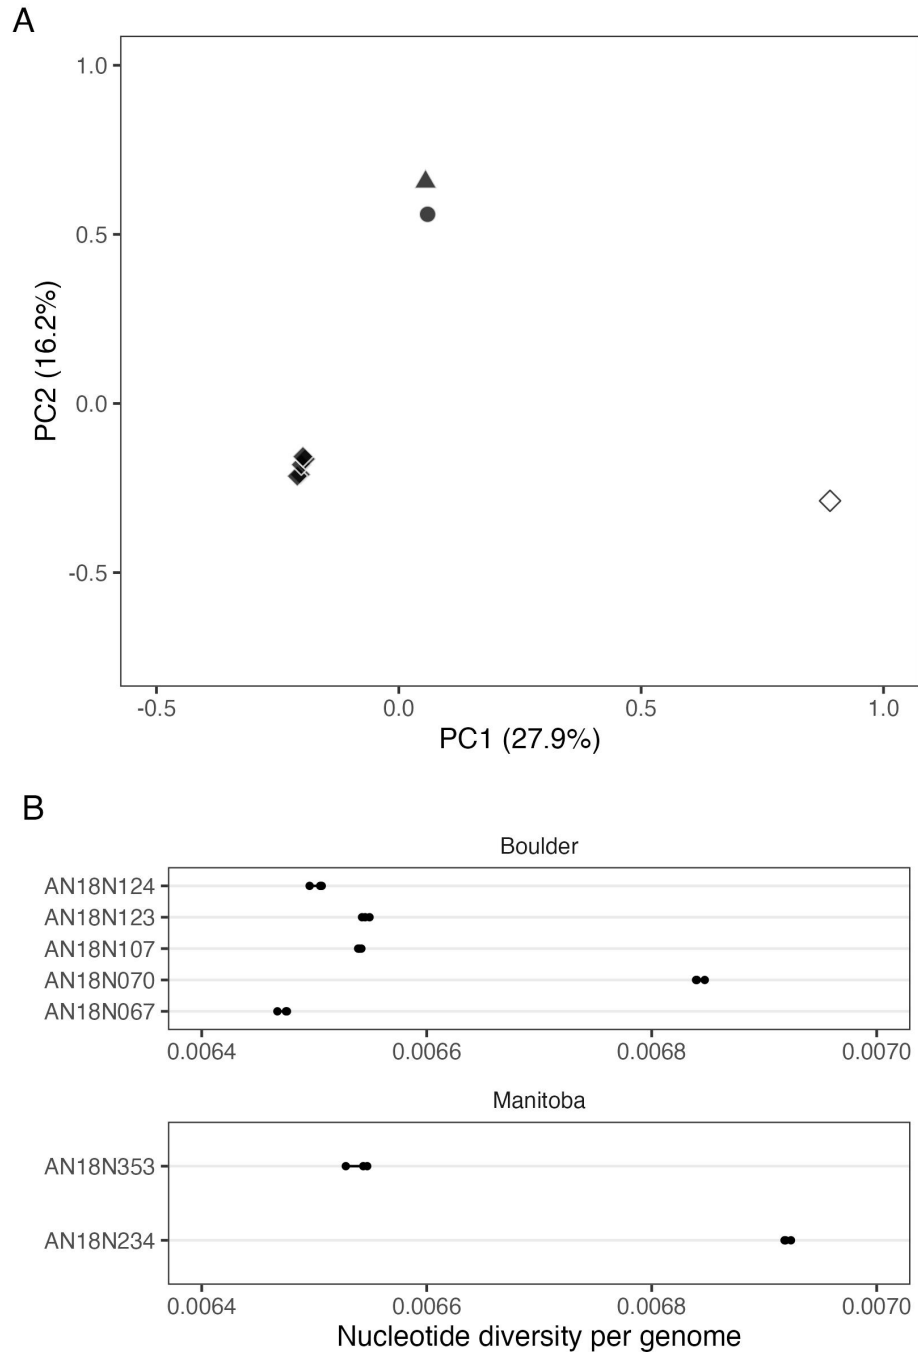 A
1.0
0.5
0.0
-0.5
PC2 (16.2%)
-0.5 0.0 0.5 1.0
PC1 (27.9%)
B
Boulder
AN18N124
AN18N123
AN18N107
AN18N070
AN18N067
0.0064 0.0066 0.0068 0.0070
Manitoba
AN18N353
AN18N234
0.0064 0.0066 0.0068 0.0070
Nucleotide diversity per genome